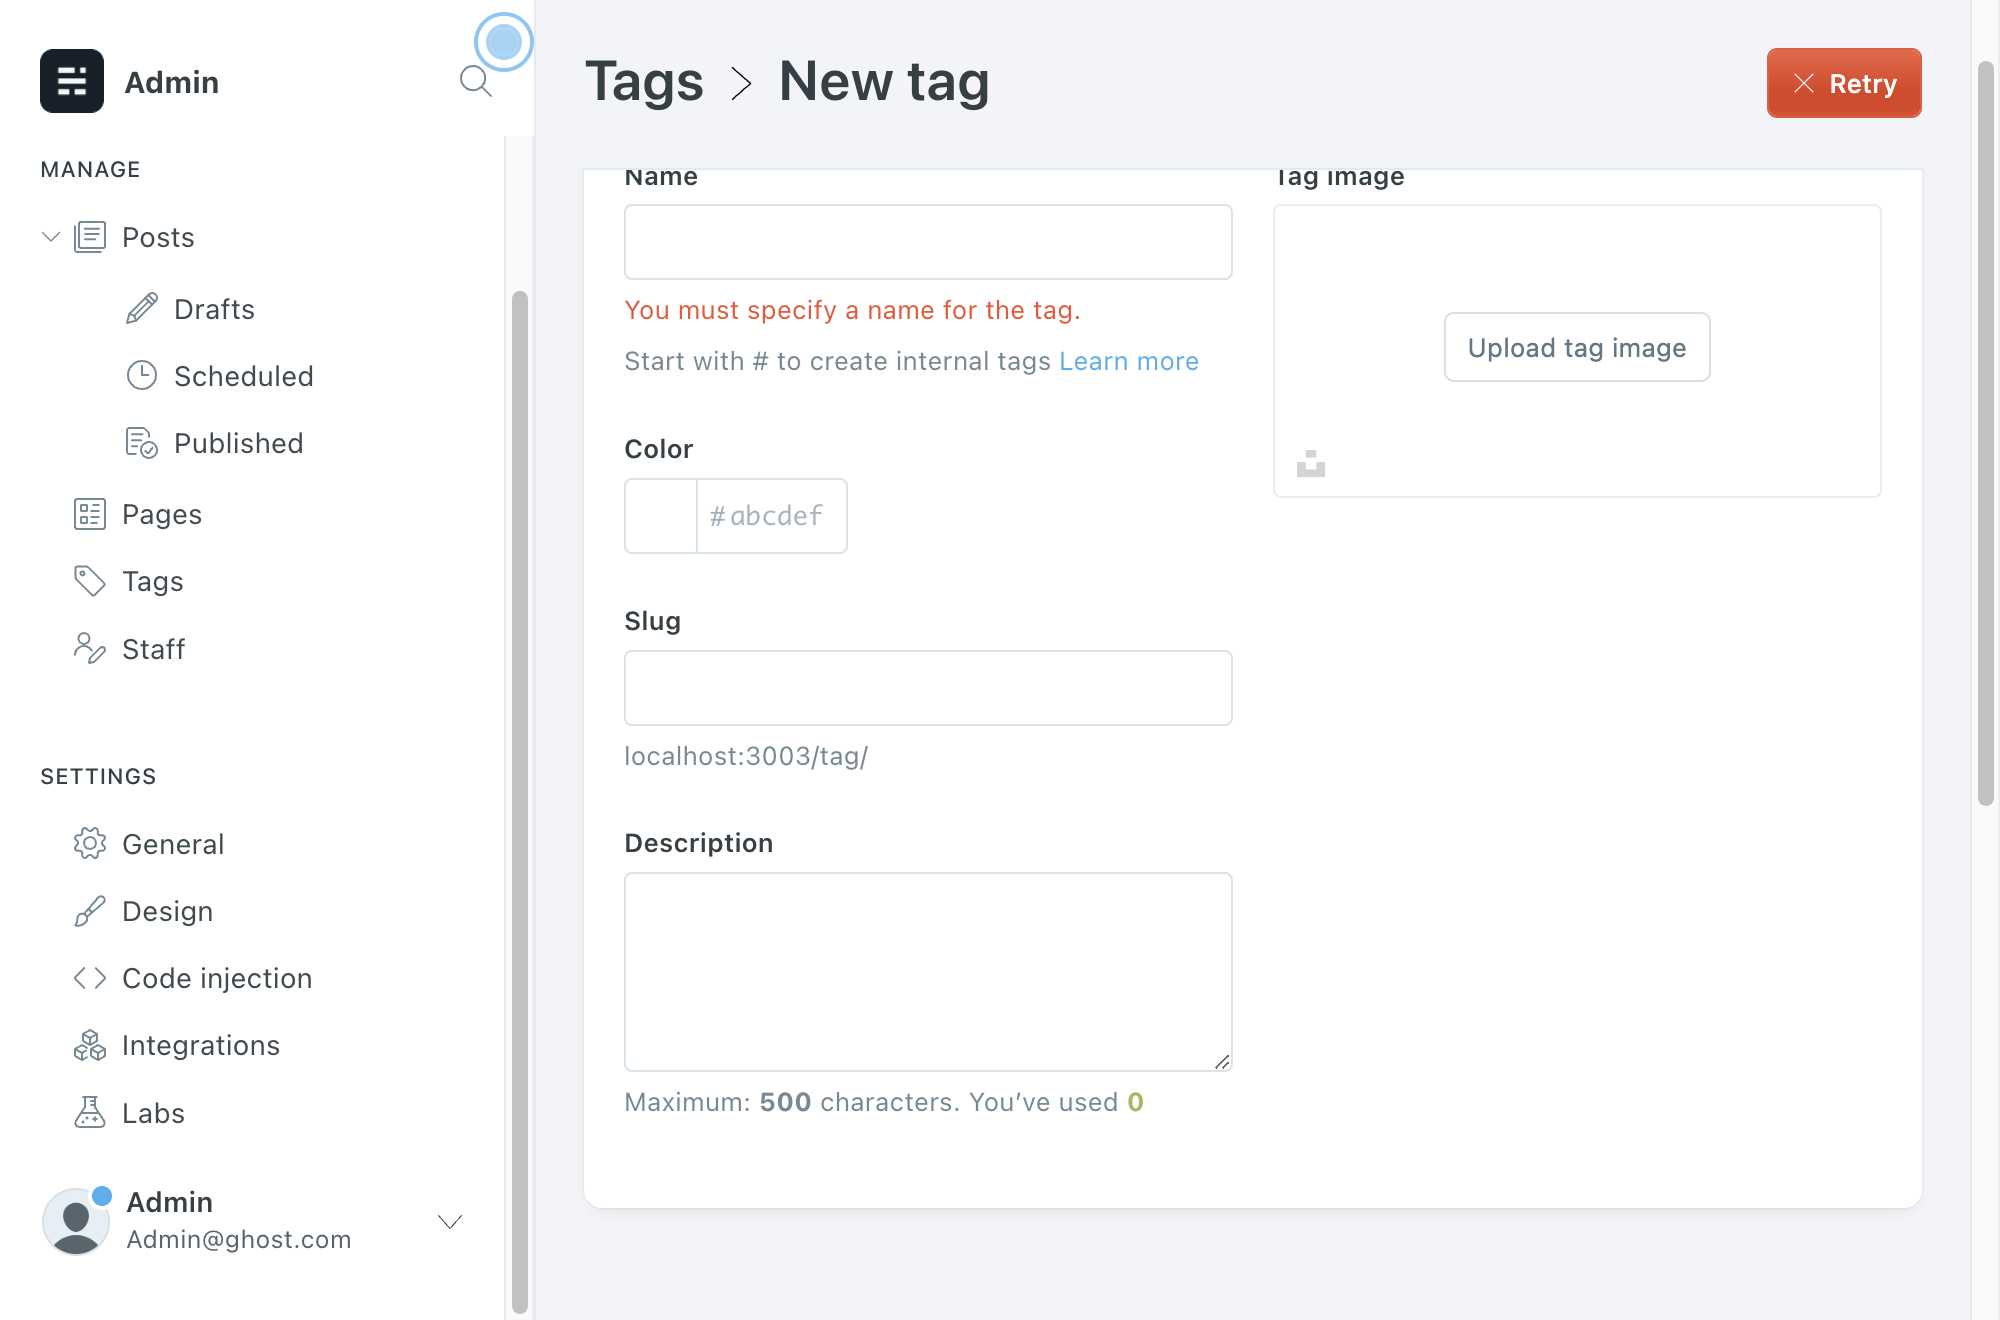 Admin
MANAGE
Posts
Drafts
Scheduled
Published
Pages
Tags
Staff
SETTINGS
General
Design
Code injection
Integrations
Labs
Admin
Admin@ghost.com
Tags > New tag
Retry
Name
You must specify a name for the tag.
Start with # to create internal tags Learn more
Color
#abcdef
Slug
localhost:3003/tag/
Description
Maximum: 500 characters. You’ve used 0
Tag image
Upload tag image